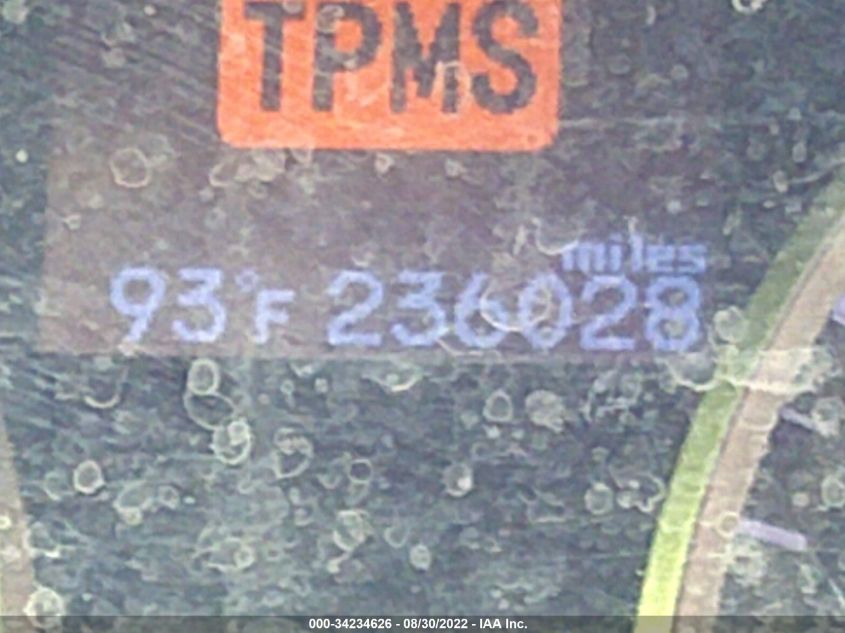 TPMS
miles
93°F 236028
000-34234626 - 08/30/2022 - IAA Inc.